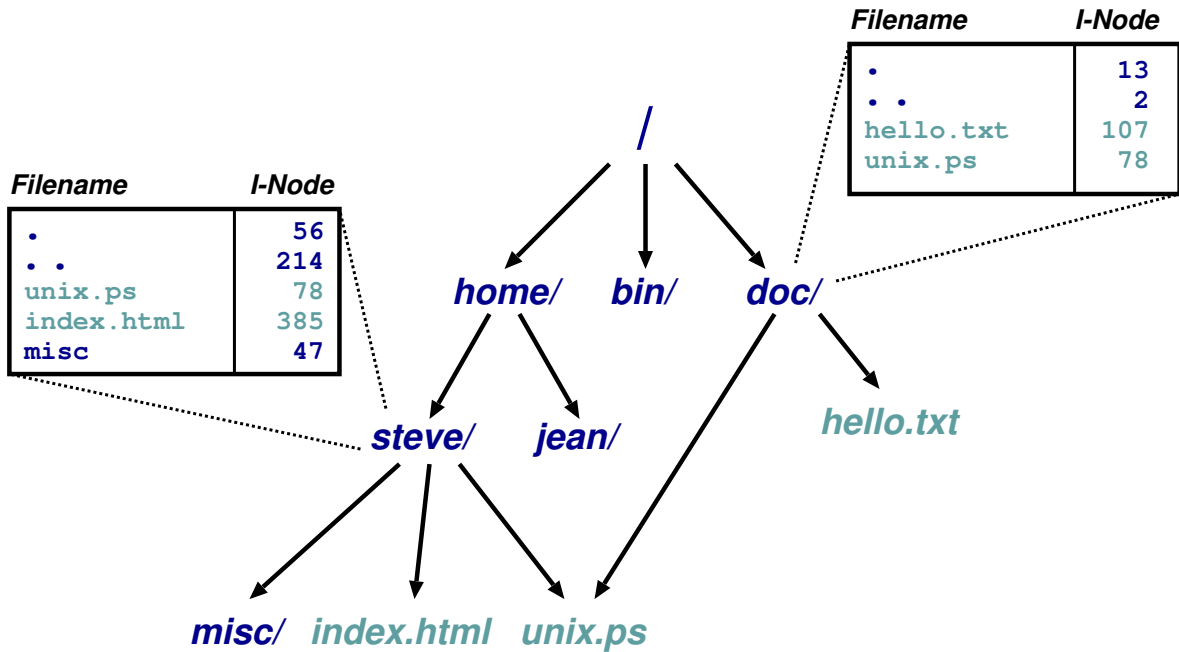 Filename I-Node
. 13
. . 2
hello.txt 107
unix.ps 78
/
Filename I-Node
. 56
. . 214
unix.ps 78
index.html 385
misc 47
home/ bin/ doc/
steve/ jean/ hello.txt
misc/ index.html unix.ps